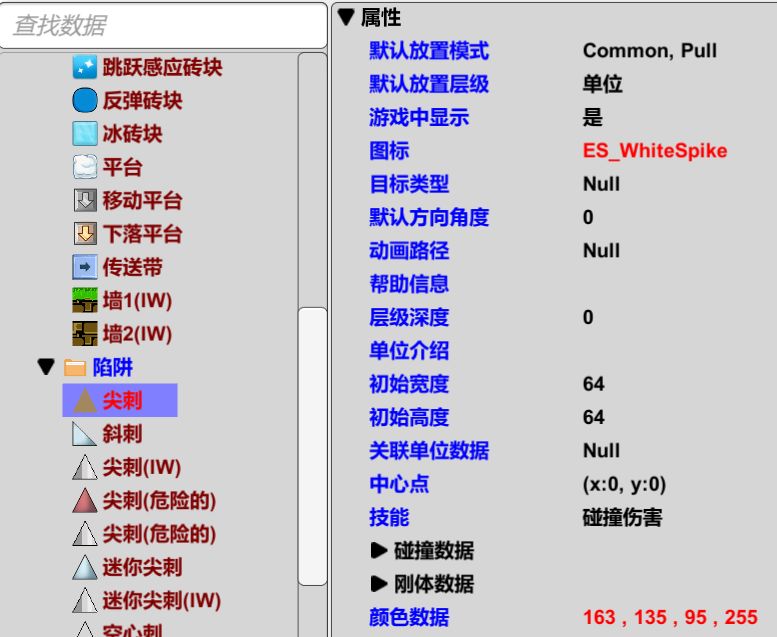 查找数据
跳跃感应砖块
反弹砖块
冰砖块
平台
移动平台
下落平台
传送带
墙1(IW)
墙2(IW)
陷阱
尖刺
斜刺
尖刺(IW)
尖刺(危险的)
尖刺(危险的)
迷你尖刺
迷你尖刺(IW)
空心刺
属性
默认放置模式 Common, Pull
默认放置层级 单位
游戏中显示 是
图标 ES_WhiteSpike
目标类型 Null
默认方向角度 0
动画路径 Null
帮助信息
层级深度 0
单位介绍
初始宽度 64
初始高度 64
关联单位数据 Null
中心点 (x:0, y:0)
技能 碰撞伤害
碰撞数据
刚体数据
颜色数据 163 , 135 , 95 , 255